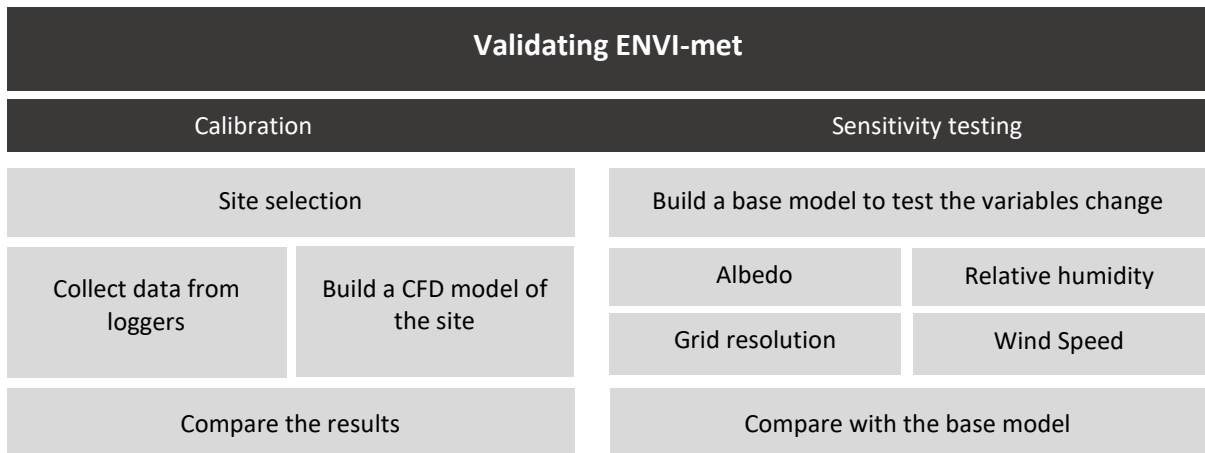 Validating ENVI-met
Calibration
Sensitivity testing
Site selection
Build a base model to test the variables change
Collect data from
loggers
Build a CFD model of
the site
Albedo
Relative humidity
Grid resolution
Wind Speed
Compare the results
Compare with the base model